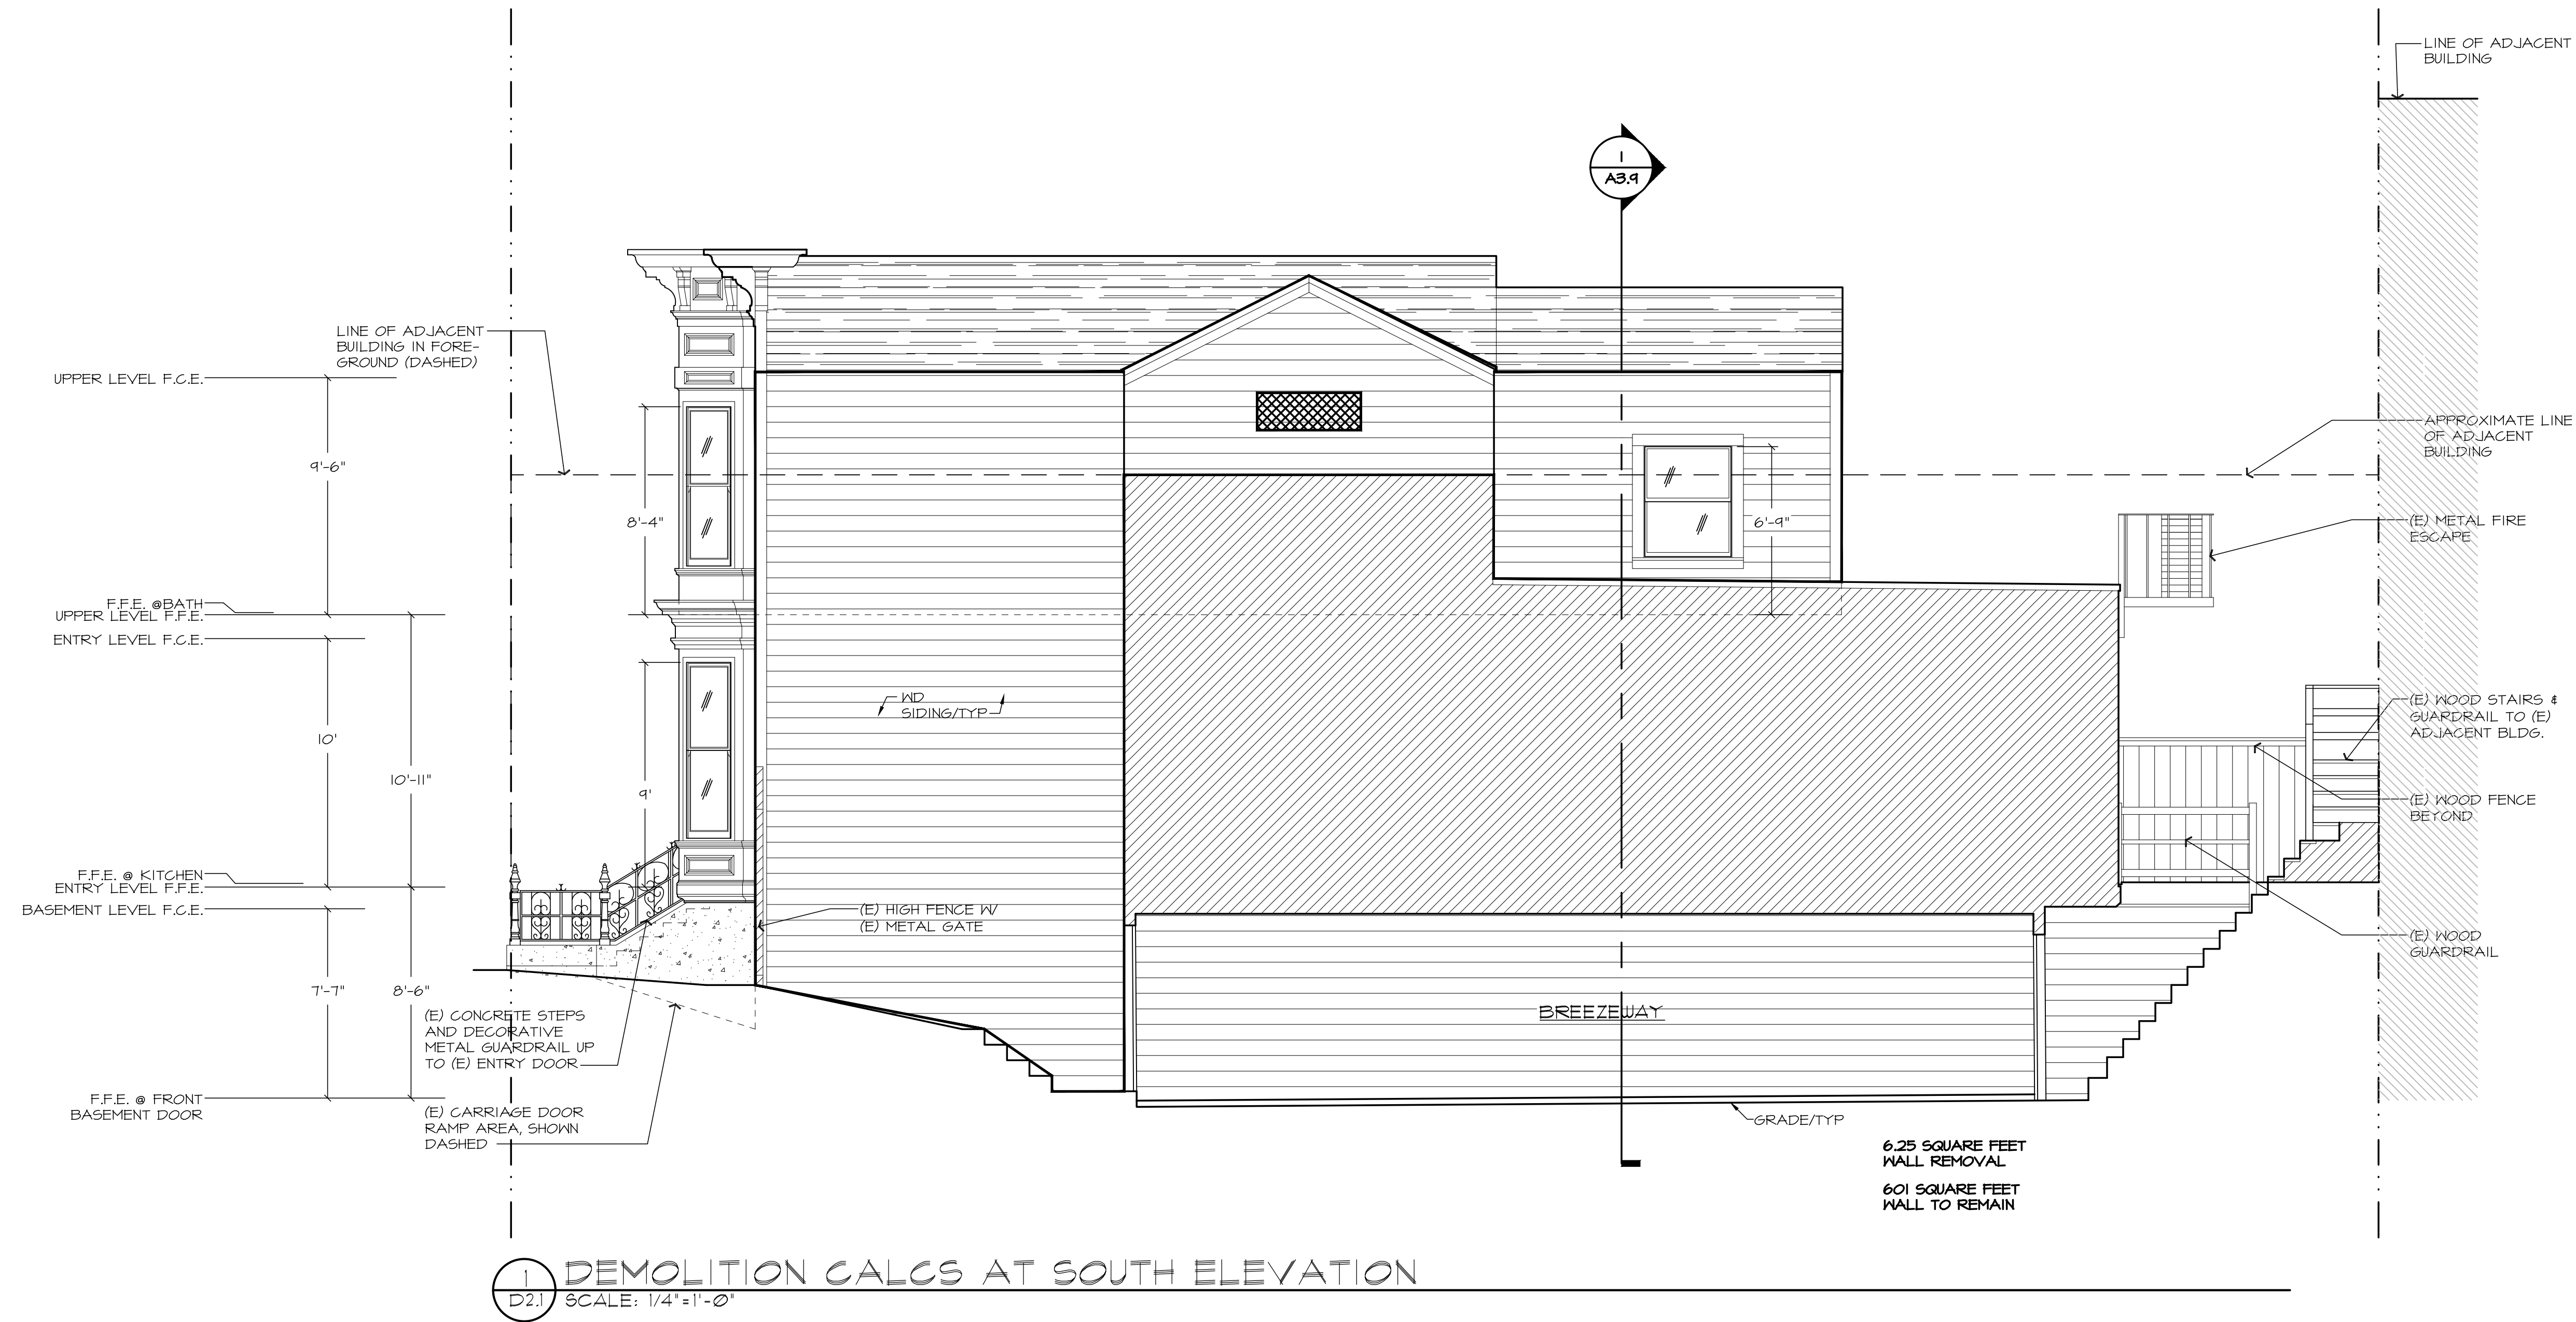 LINE OF ADJACENT
BUILDING
1
A3.9
LINE OF ADJACENT
BUILDING IN FORE-
GROUND (DASHED)
UPPER LEVEL F.C.E.
9'-6"
8'-4"
6'-9"
APPROXIMATE LINE
OF ADJACENT
BUILDING
(E) METAL FIRE
ESCAPE
F.F.E. @BATH
UPPER LEVEL F.F.E.
ENTRY LEVEL F.C.E.
WD
SIDING/TYP
(E) WOOD STAIRS &
GUARDRAIL TO (E)
ADJACENT BLDG.
10'
10'-11"
9'
(E) WOOD FENCE
BEYOND
F.F.E. @ KITCHEN
ENTRY LEVEL F.F.E.
BASEMENT LEVEL F.C.E.
(E) HIGH FENCE W/
(E) METAL GATE
(E) WOOD
GUARDRAIL
7'-7"
8'-6"
(E) CONCRETE STEPS
AND DECORATIVE
METAL GUARDRAIL UP
TO (E) ENTRY DOOR
BREEZEWAY
F.F.E. @ FRONT
BASEMENT DOOR
(E) CARRIAGE DOOR
RAMP AREA, SHOWN
DASHED
GRADE/TYP
6.25 SQUARE FEET
WALL REMOVAL
601 SQUARE FEET
WALL TO REMAIN
1
D2.1
DEMOLITION CALCS AT SOUTH ELEVATION
SCALE: 1/4"=1'-0"